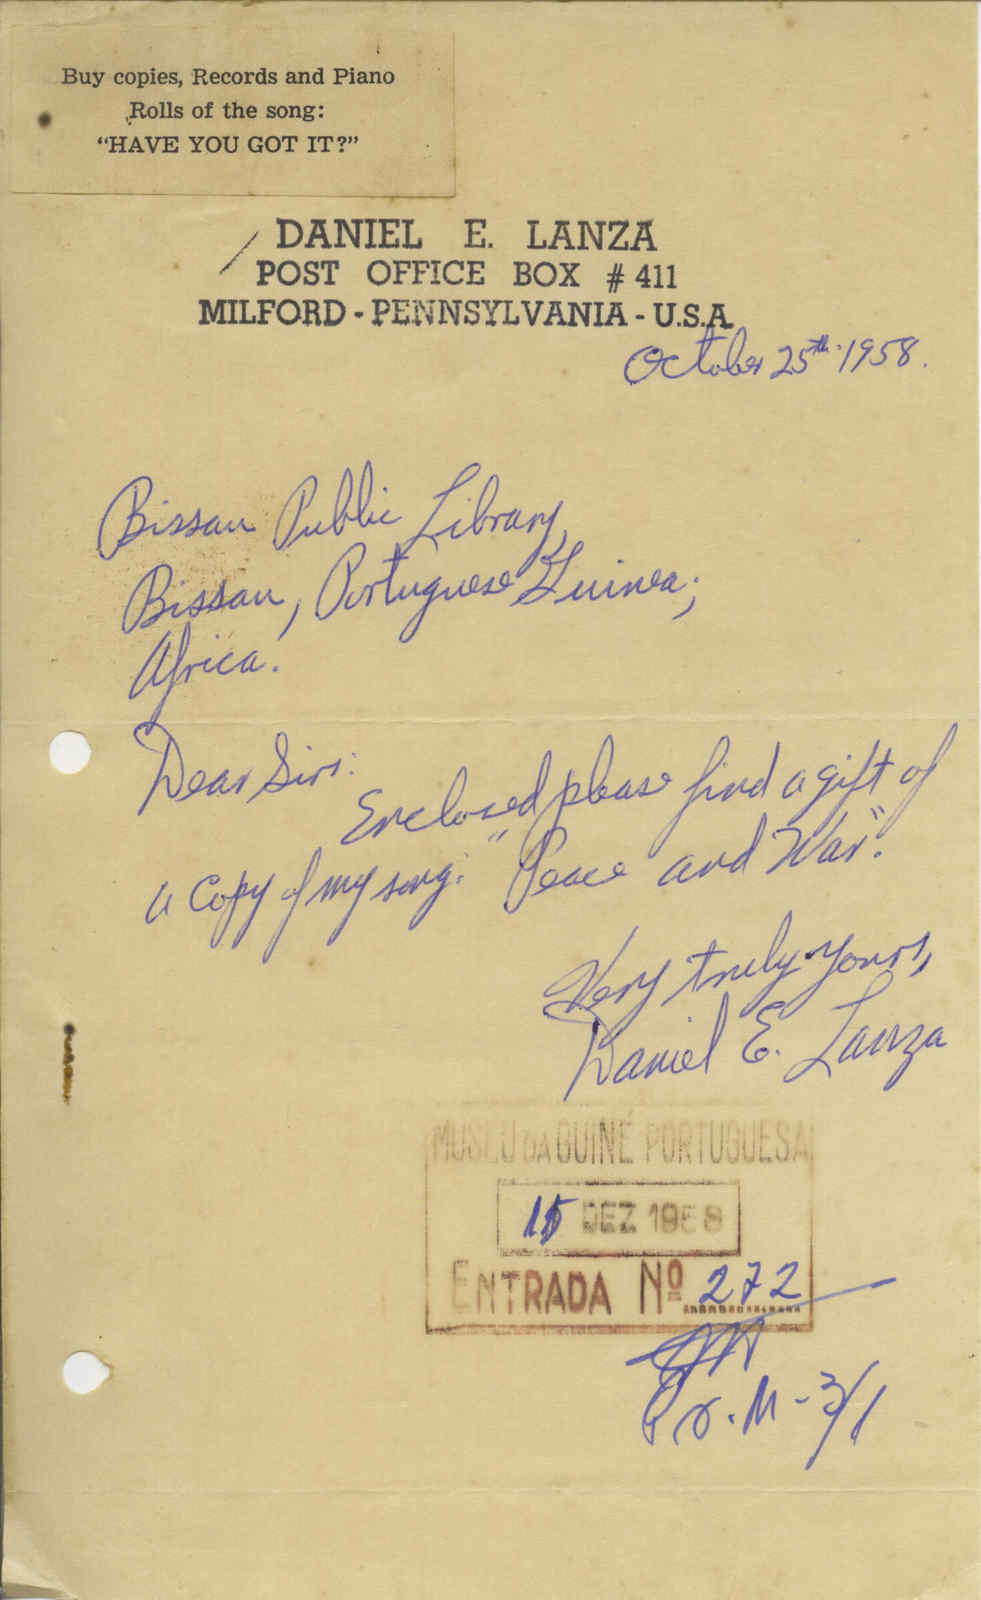 Buy copies, Records and Piano
Rolls of the song:
“HAVE YOU GOT IT?”
DANIEL E. LANZA
POST OFFICE BOX # 411
MILFORD - PENNSYLVANIA - U.S.A.
October 25th 1958.
Bissau Public Library,
Bissau, Portuguese Guinea;
Africa.
Dear Sirs:
Enclosed please find a gift of
a copy of my song: "Peace and War".
Very truly yours,
Daniel E. Lanza
MUSEU DA GUINÉ PORTUGUESA
15 DEZ 1958
ENTRADA Nº 272
M-3/1